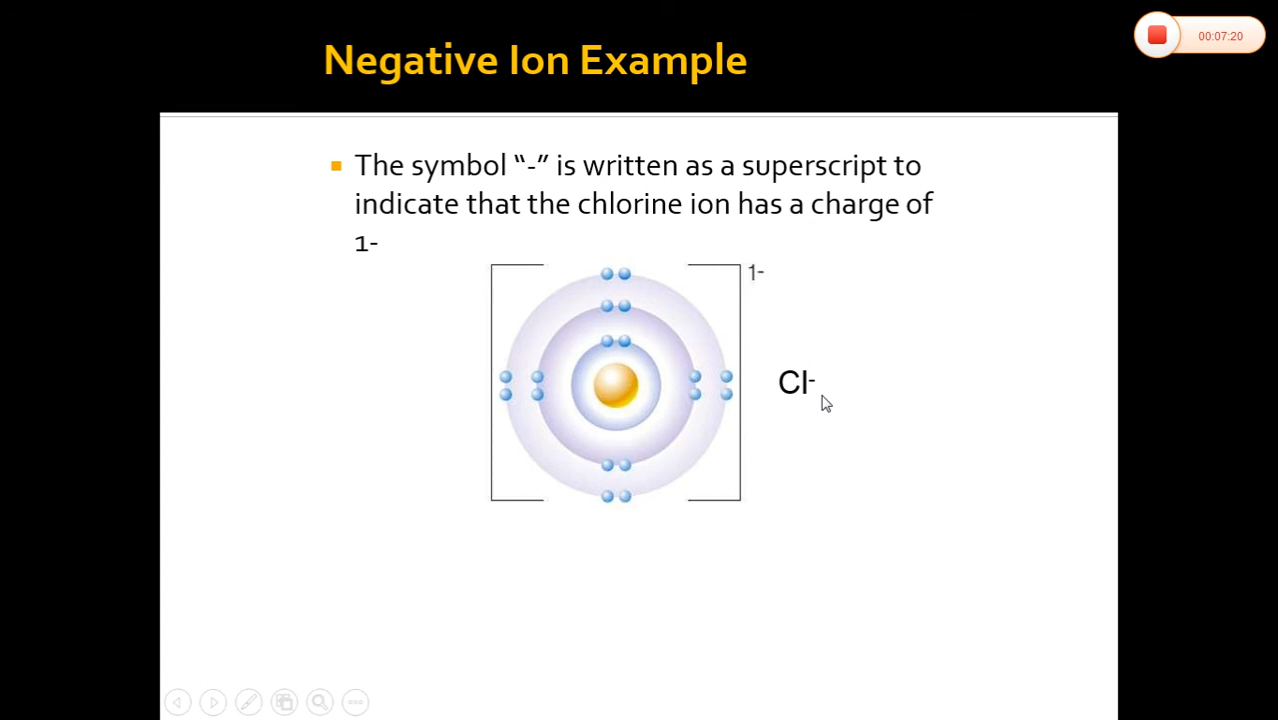 Negative Ion Example
00:07:20
The symbol “-” is written as a superscript to
indicate that the chlorine ion has a charge of
1-
1-
Cl-